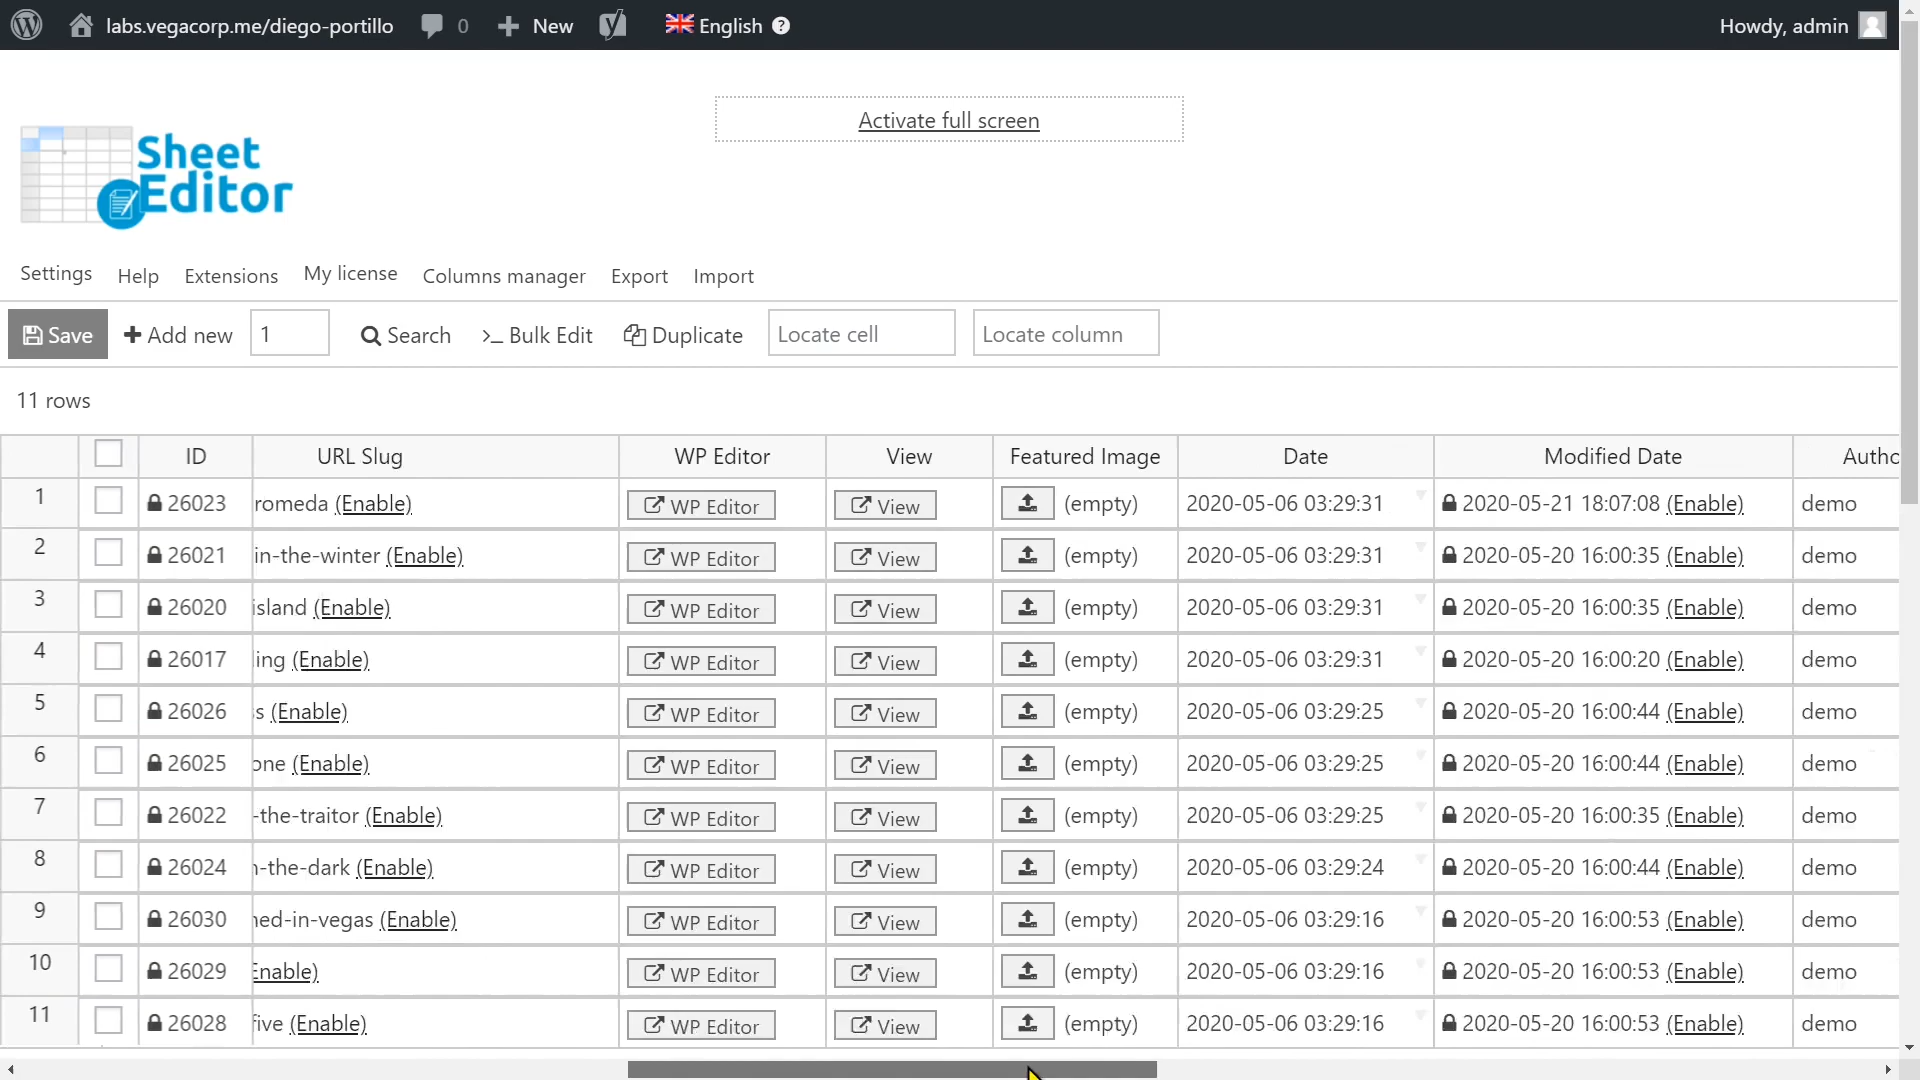 labs.vegacorp.me/diego-portillo 0 New English Howdy, admin
Activate full screen
Sheet
Editor
Settings Help Extensions My license Columns manager Export Import
Save Add new 1 Search Bulk Edit Duplicate Locate cell Locate column
11 rows
ID URL Slug WP Editor View Featured Image Date Modified Date Autho
1 26023 romeda (Enable) WP Editor View (empty) 2020-05-06 03:29:31 2020-05-21 18:07:08 (Enable) demo
2 26021 in-the-winter (Enable) WP Editor View (empty) 2020-05-06 03:29:31 2020-05-20 16:00:35 (Enable) demo
3 26020 island (Enable) WP Editor View (empty) 2020-05-06 03:29:31 2020-05-20 16:00:35 (Enable) demo
4 26017 ling (Enable) WP Editor View (empty) 2020-05-06 03:29:31 2020-05-20 16:00:20 (Enable) demo
5 26026 s (Enable) WP Editor View (empty) 2020-05-06 03:29:25 2020-05-20 16:00:44 (Enable) demo
6 26025 one (Enable) WP Editor View (empty) 2020-05-06 03:29:25 2020-05-20 16:00:44 (Enable) demo
7 26022 -the-traitor (Enable) WP Editor View (empty) 2020-05-06 03:29:25 2020-05-20 16:00:35 (Enable) demo
8 26024 n-the-dark (Enable) WP Editor View (empty) 2020-05-06 03:29:24 2020-05-20 16:00:44 (Enable) demo
9 26030 ned-in-vegas (Enable) WP Editor View (empty) 2020-05-06 03:29:16 2020-05-20 16:00:53 (Enable) demo
10 26029 Enable) WP Editor View (empty) 2020-05-06 03:29:16 2020-05-20 16:00:53 (Enable) demo
11 26028 five (Enable) WP Editor View (empty) 2020-05-06 03:29:16 2020-05-20 16:00:53 (Enable) demo